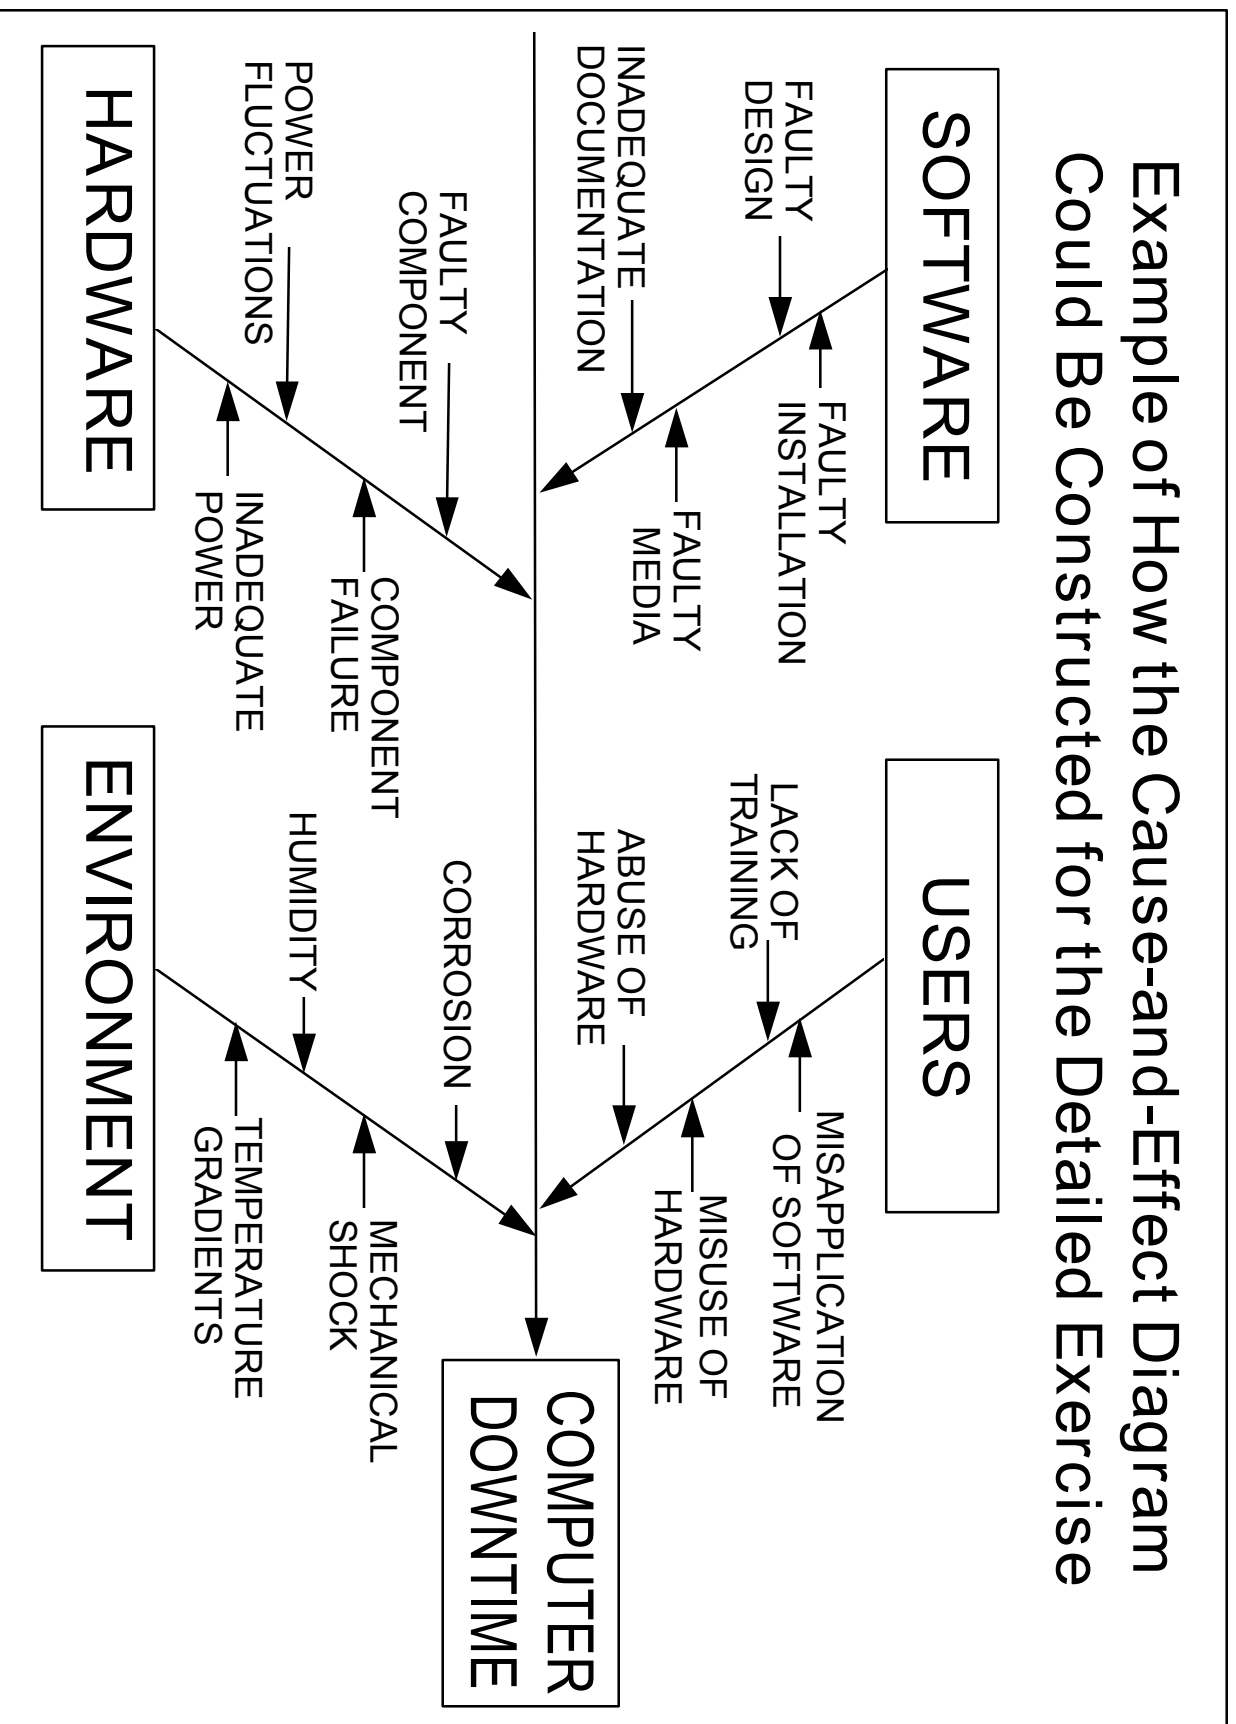 Example of How the Cause-and-Effect Diagram
Could Be Constructed for the Detailed Exercise
SOFTWARE
USERS
FAULTY
DESIGN
FAULTY
INSTALLATION
INADEQUATE
DOCUMENTATION
FAULTY
MEDIA
LACK OF
TRAINING
MISAPPLICATION
OF SOFTWARE
ABUSE OF
HARDWARE
MISUSE OF
HARDWARE
COMPUTER
DOWNTIME
FAULTY
COMPONENT
COMPONENT
FAILURE
POWER
FLUCTUATIONS
INADEQUATE
POWER
CORROSION
MECHANICAL
SHOCK
HUMIDITY
TEMPERATURE
GRADIENTS
HARDWARE
ENVIRONMENT